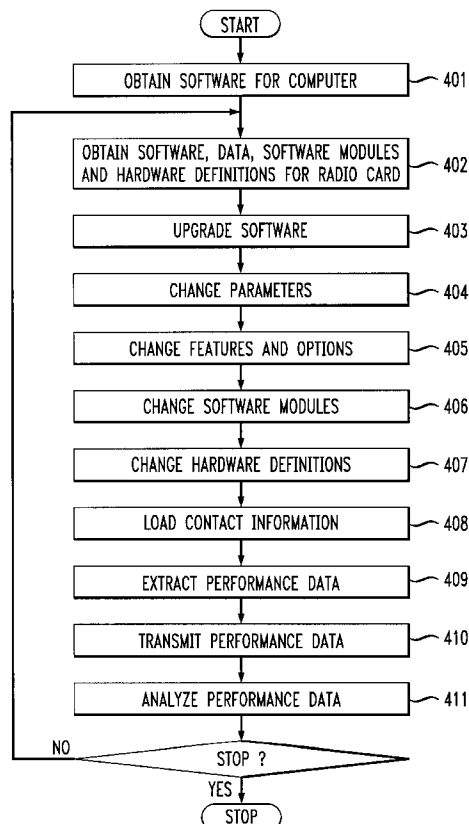 START
OBTAIN SOFTWARE FOR COMPUTER
401
OBTAIN SOFTWARE, DATA, SOFTWARE MODULES
AND HARDWARE DEFINITIONS FOR RADIO CARD
402
UPGRADE SOFTWARE
403
CHANGE PARAMETERS
404
CHANGE FEATURES AND OPTIONS
405
CHANGE SOFTWARE MODULES
406
CHANGE HARDWARE DEFINITIONS
407
LOAD CONTACT INFORMATION
408
EXTRACT PERFORMANCE DATA
409
TRANSMIT PERFORMANCE DATA
410
ANALYZE PERFORMANCE DATA
411
NO
STOP ?
YES
STOP